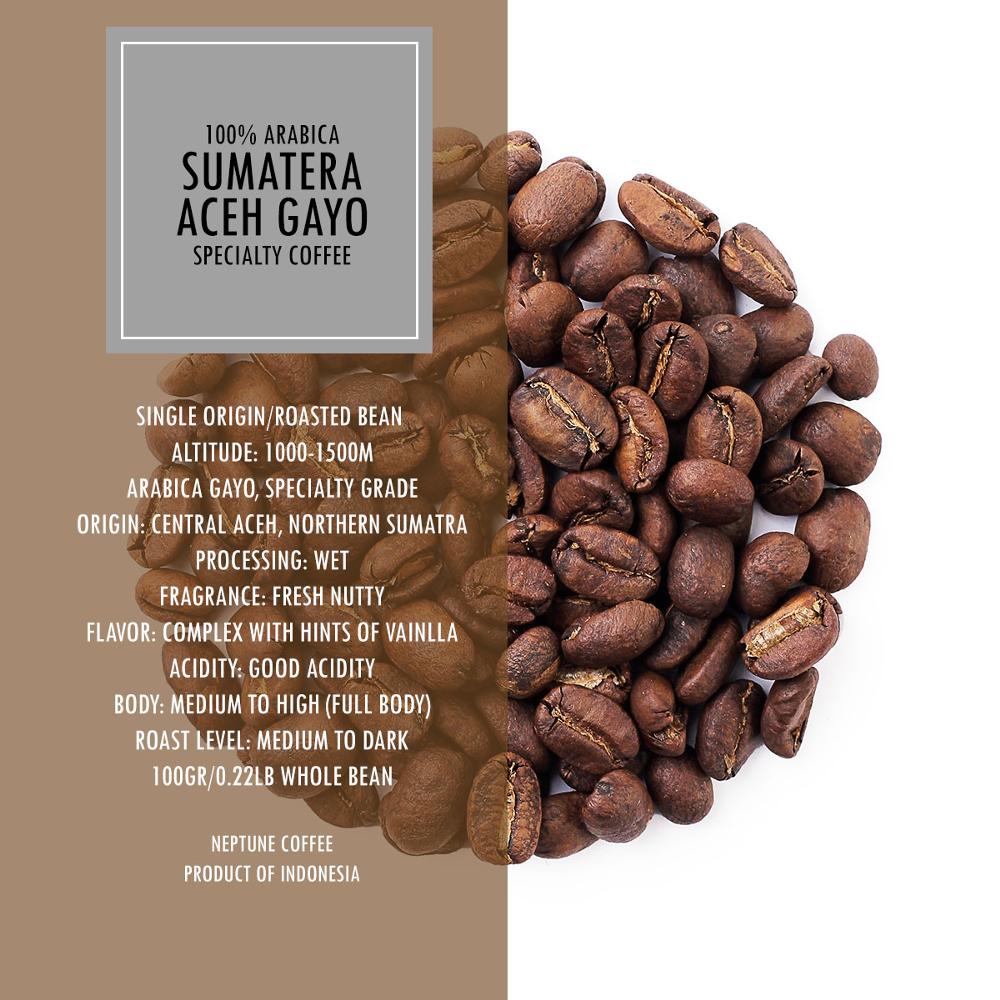 100% ARABICA
SUMATERA
ACEH GAYO
SPECIALTY COFFEE
SINGLE ORIGIN/ROASTED BEAN
ALTITUDE: 1000-1500M
ARABICA GAYO, SPECIALTY GRADE
ORIGIN: CENTRAL ACEH, NORTHERN SUMATRA
PROCESSING: WET
FRAGRANCE: FRESH NUTTY
FLAVOR: COMPLEX WITH HINTS OF VAINLLA
ACIDITY: GOOD ACIDITY
BODY: MEDIUM TO HIGH (FULL BODY)
ROAST LEVEL: MEDIUM TO DARK
100GR/0.22LB WHOLE BEAN
NEPTUNE COFFEE
PRODUCT OF INDONESIA